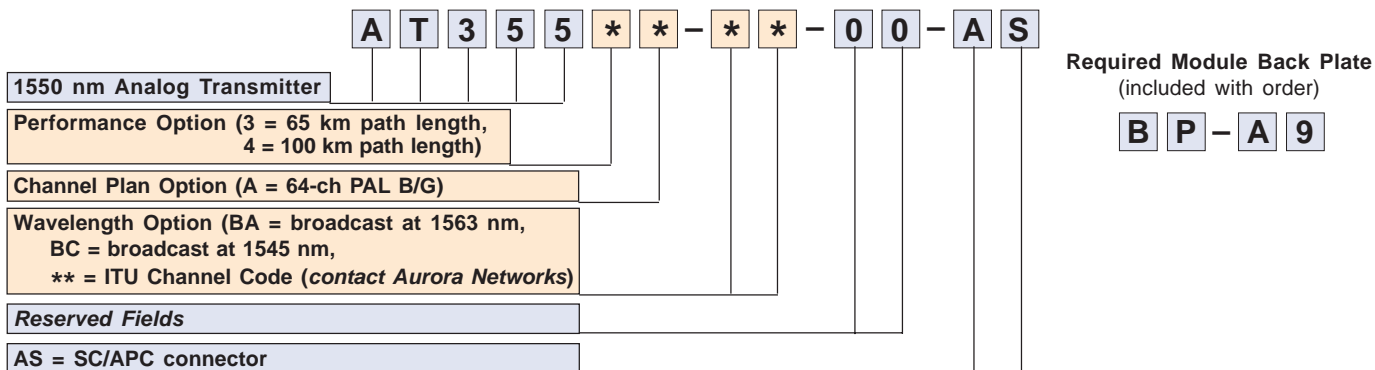 A T 3 5 5 * * – * * – 0 0 – A S
Required Module Back Plate
(included with order)
B P – A 9
1550 nm Analog Transmitter
Performance Option (3 = 65 km path length,
4 = 100 km path length)
Channel Plan Option (A = 64-ch PAL B/G)
Wavelength Option (BA = broadcast at 1563 nm,
BC = broadcast at 1545 nm,
** = ITU Channel Code (contact Aurora Networks)
Reserved Fields
AS = SC/APC connector